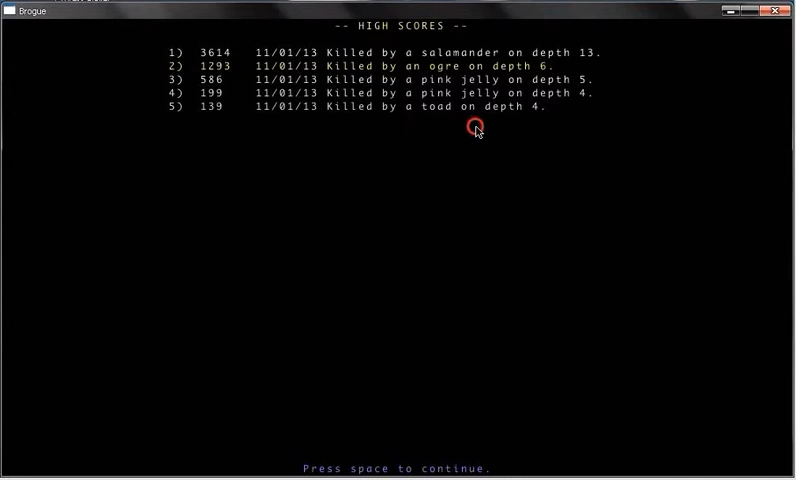 Brogue
-- HIGH SCORES --
1) 3614 11/01/13 Killed by a salamander on depth 13.
2) 1293 11/01/13 Killed by an ogre on depth 6.
3) 586 11/01/13 Killed by a pink jelly on depth 5.
4) 199 11/01/13 Killed by a pink jelly on depth 4.
5) 139 11/01/13 Killed by a toad on depth 4.
Press space to continue.